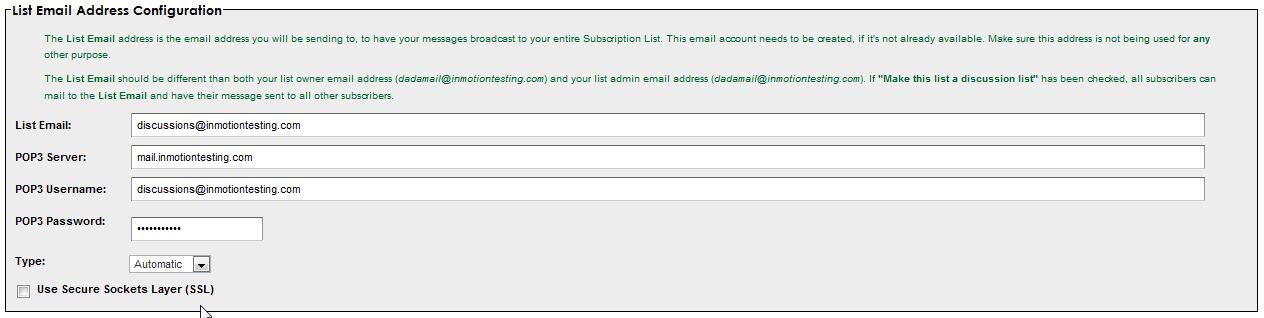 List Email Address Configuration
The List Email address is the email address you will be sending to, to have your messages broadcast to your entire Subscription List. This email account needs to be created, if it's not already available. Make sure this address is not being used for any
other purpose.
The List Email should be different than both your list owner email address (dadamail@inmotiontesting.com) and your list admin email address (dadamail@inmotiontesting.com). If "Make this list a discussion list" has been checked, all subscribers can
mail to the List Email and have their message sent to all other subscribers.
List Email: discussions@inmotiontesting.com
POP3 Server: mail.inmotiontesting.com
POP3 Username: discussions@inmotiontesting.com
POP3 Password: •••••••••••
Type: Automatic
Use Secure Sockets Layer (SSL)